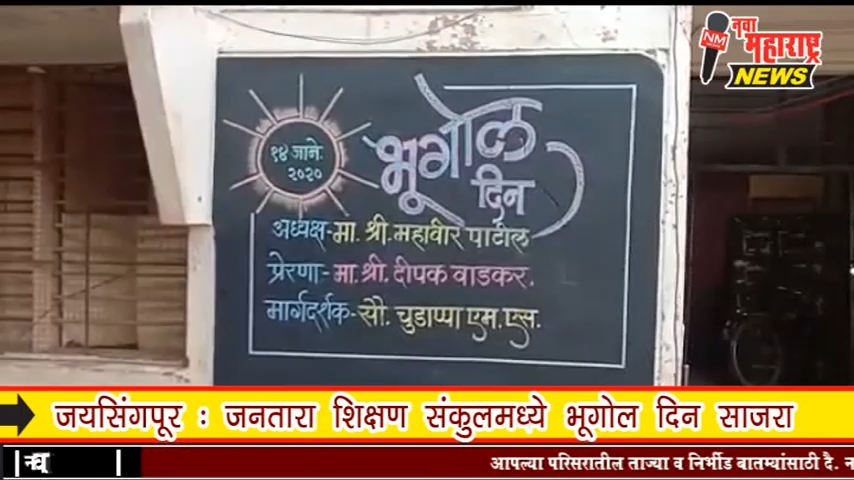 नवा
महाराष्ट्र
NM
NEWS
१४ जाने.
२०२०
भूगोल
दिन
अध्यक्ष-मा. श्री. महावीर पाटील
प्रेरणा-मा. श्री. दीपक वाडकर.
मार्गदर्शक-सौ. चुडाप्पा एम. एस.
जयसिंगपूर : जनतारा शिक्षण संकुलमध्ये भूगोल दिन साजरा
आपल्या परिसरातील ताज्या व निर्भीड बातम्यांसाठी दै. न